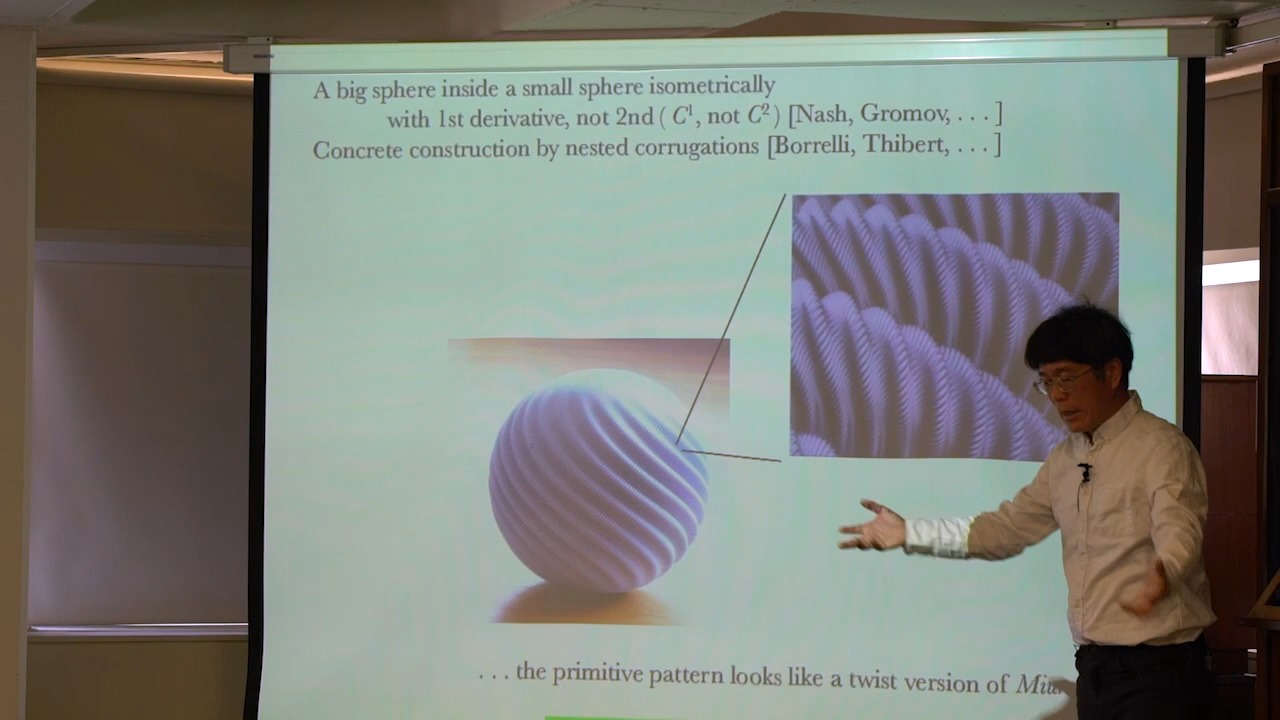 A big sphere inside a small sphere isometrically
with 1st derivative, not 2nd ( C¹, not C² ) [Nash, Gromov, . . . ]
Concrete construction by nested corrugations [Borrelli, Thibert, . . . ]
. . . the primitive pattern looks like a twist version of